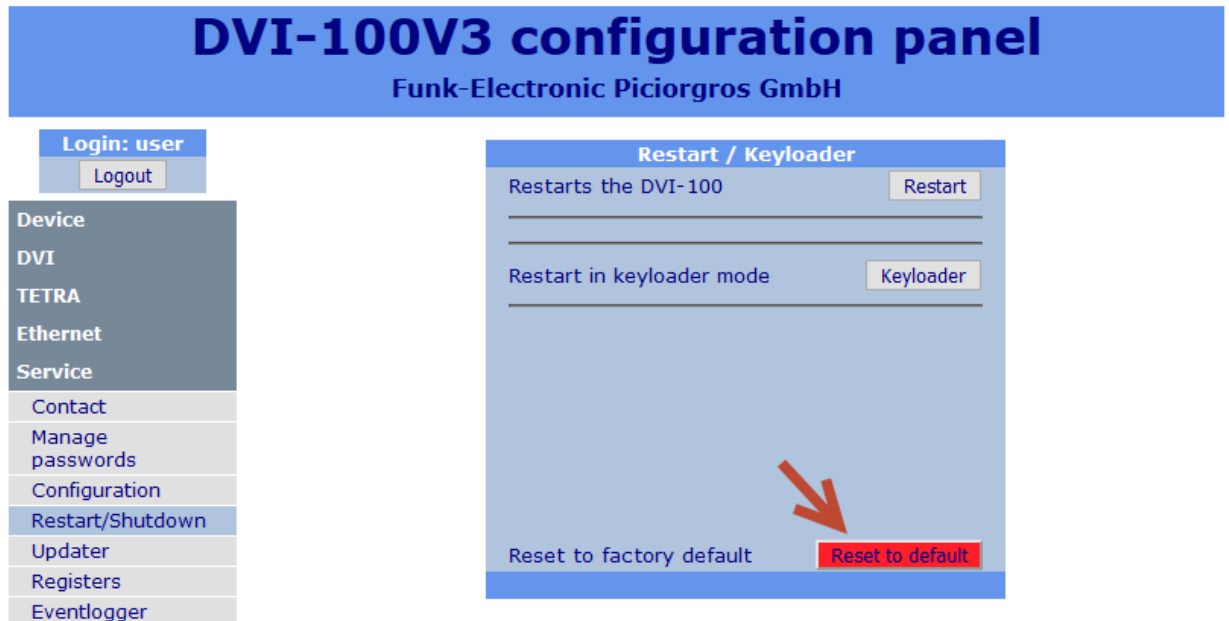 DVI-100V3 configuration panel
Funk-Electronic Piciorgros GmbH
Login: user
Logout
Device
DVI
TETRA
Ethernet
Service
Contact
Manage
passwords
Configuration
Restart/Shutdown
Updater
Registers
Eventlogger
Restart / Keyloader
Restarts the DVI-100
Restart
Restart in keyloader mode
Keyloader
Reset to factory default
Reset to default